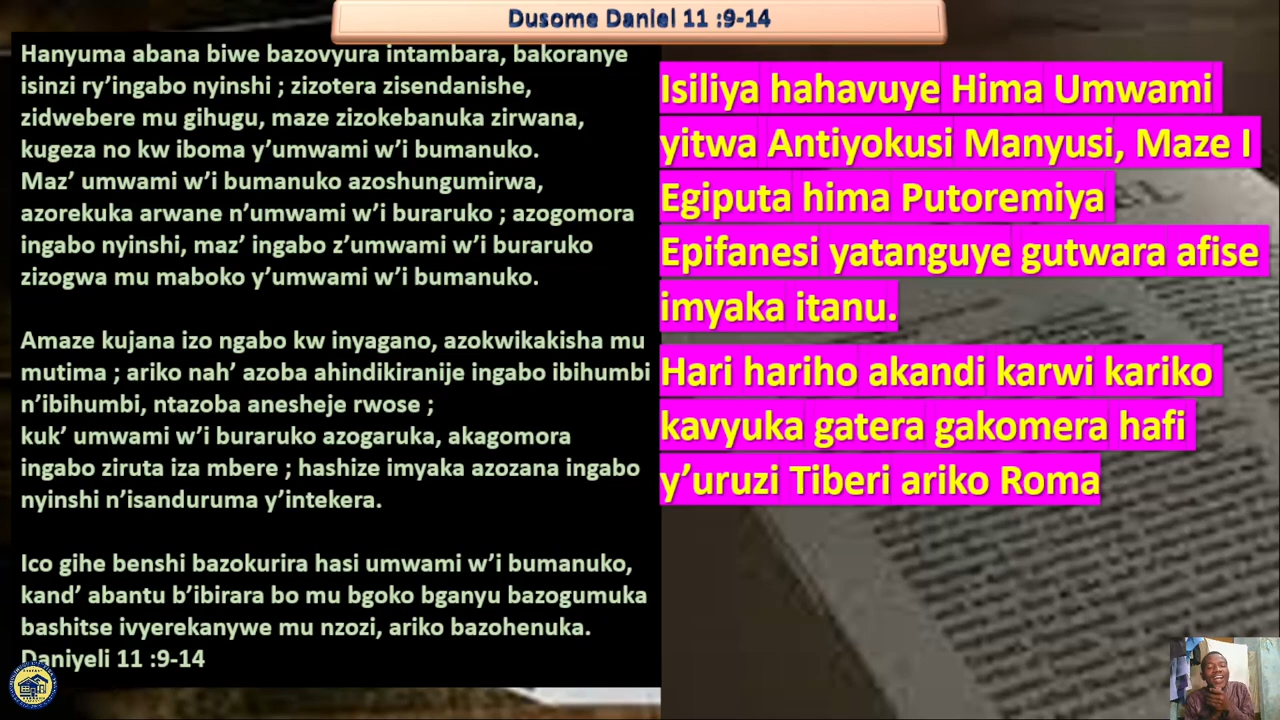 Dusome Daniel 11 :9-14
Hanyuma abana biwe bazovyura intambara, bakoranye
isinzi ry’ingabo nyinshi ; zizotera zisendanishe,
zidwebere mu gihugu, maze zizokebanuka zirwana,
kugeza no kw iboma y’umwami w’i bumanuko.
Maz’ umwami w’i bumanuko azoshungumirwa,
azorekuka arwane n’umwami w’i buraruko ; azogomora
ingabo nyinshi, maz’ ingabo z’umwami w’i buraruko
zizogwa mu maboko y’umwami w’i bumanuko.
Amaze kujana izo ngabo kw inyagano, azokwikakisha mu
mutima ; ariko nah’ azoba ahindikiranije ingabo ibihumbi
n’ibihumbi, ntazoba anesheje rwose ;
kuk’ umwami w’i buraruko azogaruka, akagomora
ingabo ziruta iza mbere ; hashize imyaka azozana ingabo
nyinshi n’isanduruma y’intekera.
Ico gihe benshi bazokurira hasi umwami w’i bumanuko,
kand’ abantu b’ibirara bo mu bgoko bganyu bazogumuka
bashitse ivyerekanywe mu nzozi, ariko bazohenuka.
Daniyeli 11 :9-14
Isiliya hahavuye Hima Umwami
yitwa Antiyokusi Manyusi, Maze I
Egiputa hima Putoremiya
Epifanesi yatanguye gutwara afise
imyaka itanu.
Hari hariho akandi karwi kariko
kavyuka gatera gakomera hafi
y’uruzi Tiberi ariko Roma